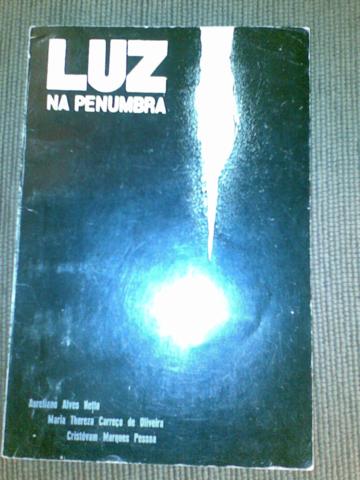 LUZ
NA PENUMBRA
Aureliano Alves Netto
Maria Thereza Carreço de Oliveira
Cristóvam Marques Pessoa